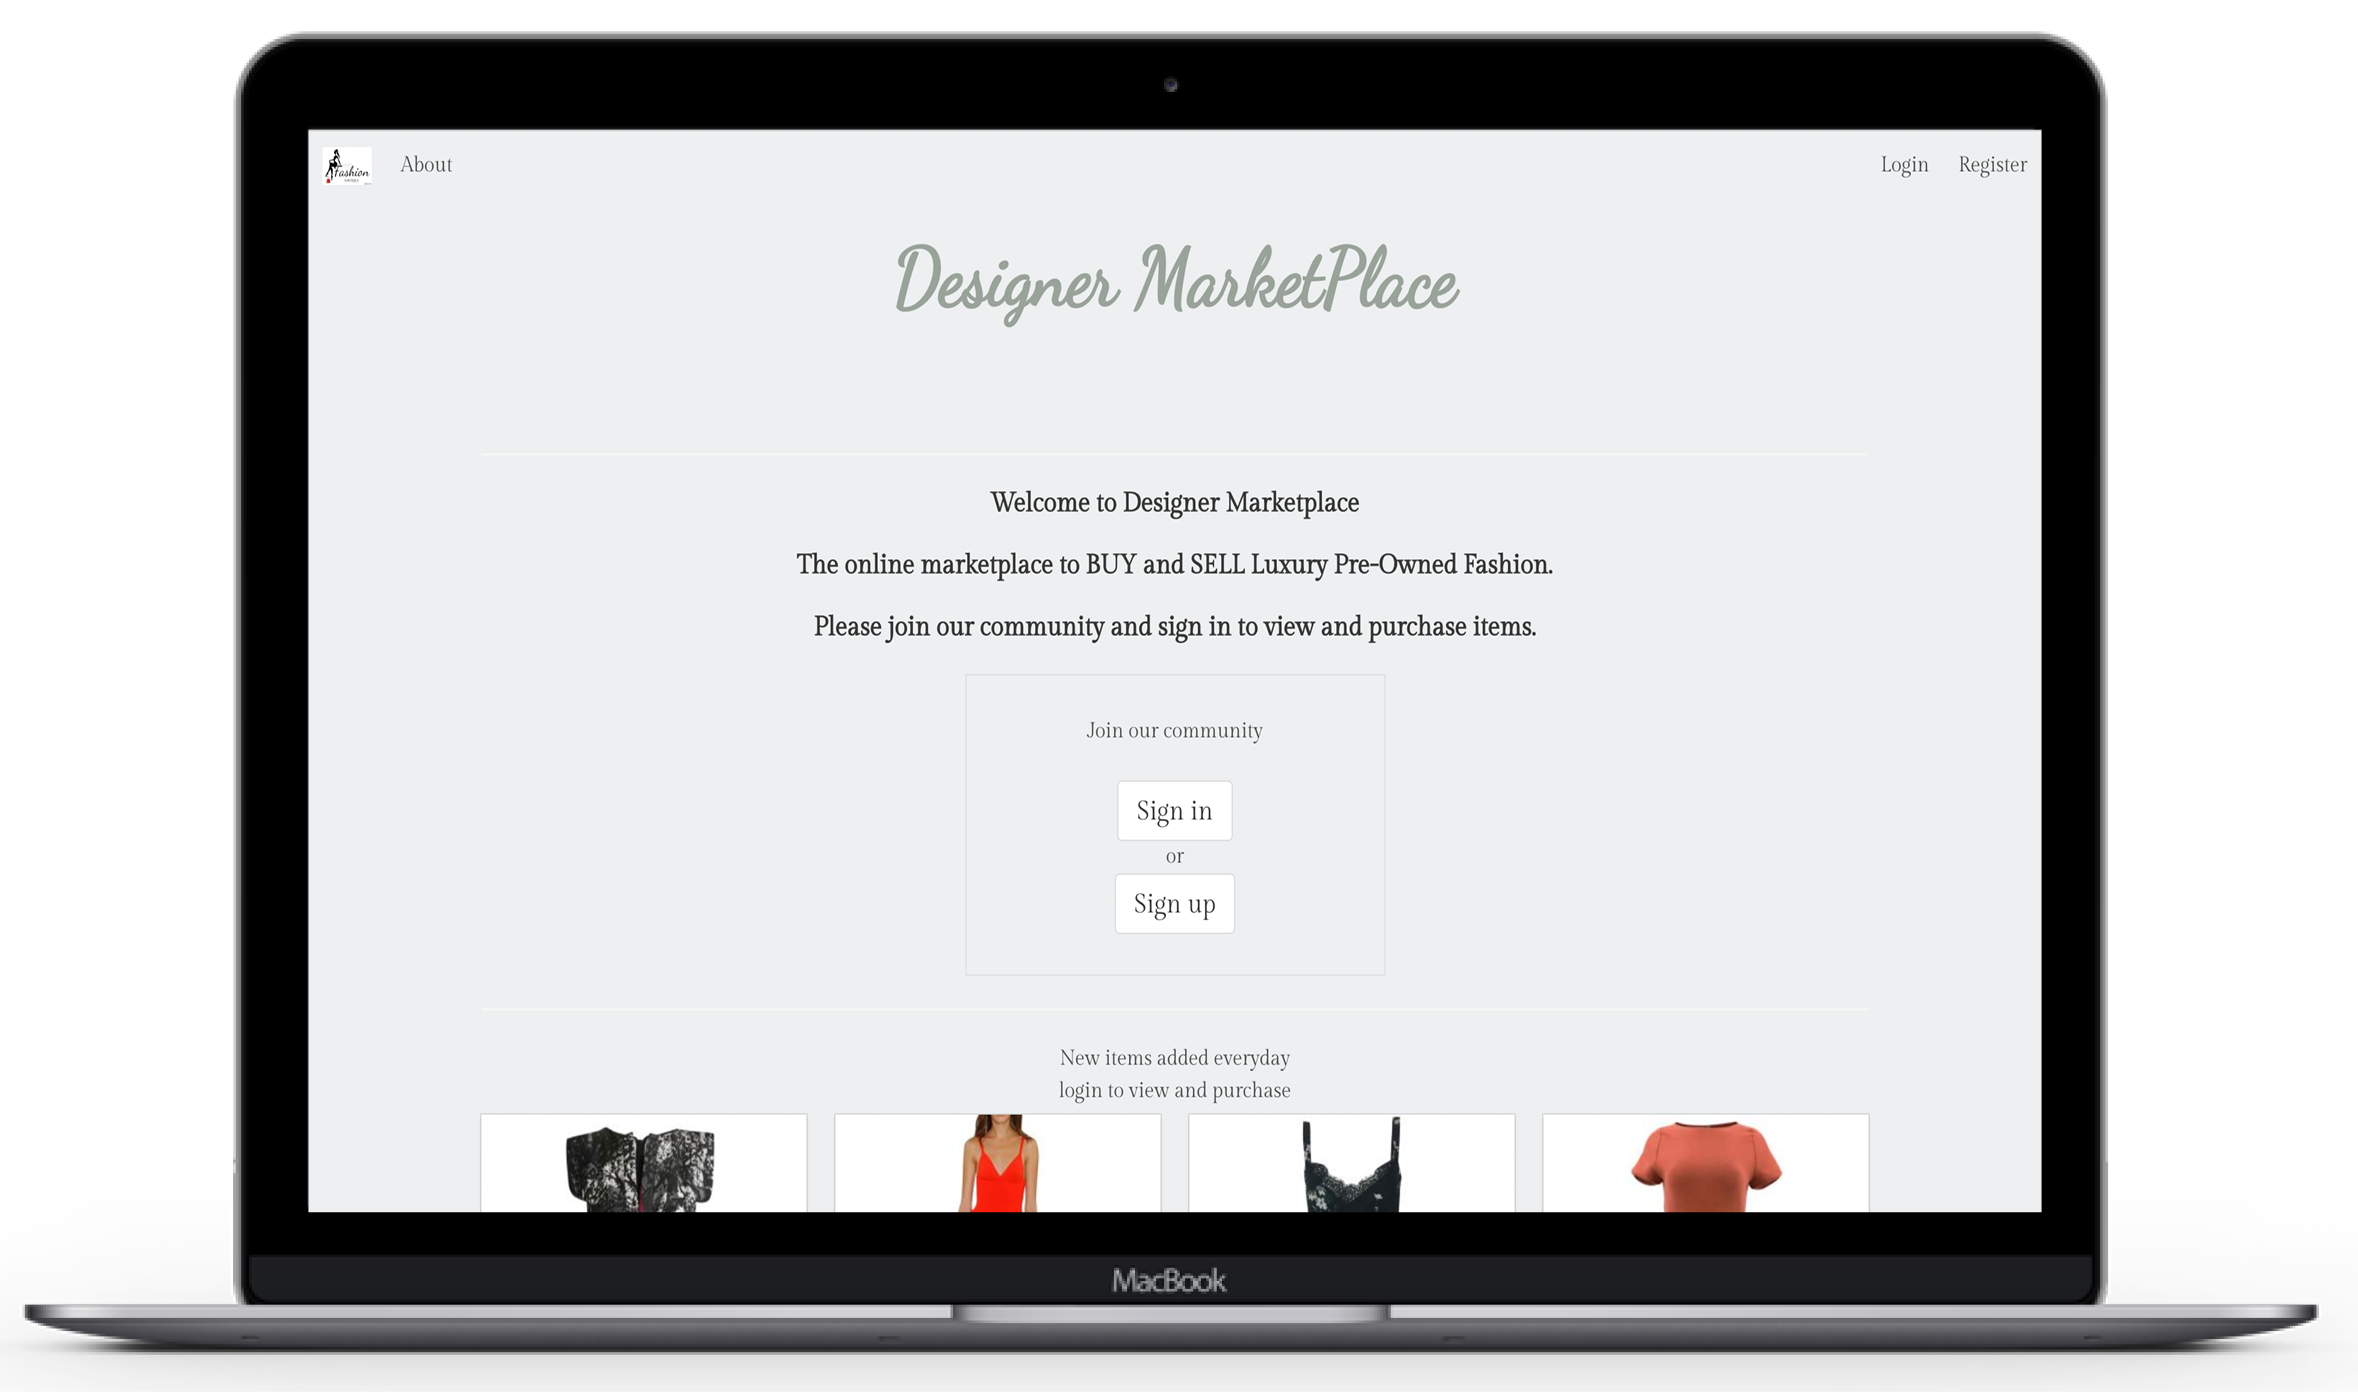 fashion
About
Login
Register
Designer MarketPlace
Welcome to Designer Marketplace
The online marketplace to BUY and SELL Luxury Pre-Owned Fashion.
Please join our community and sign in to view and purchase items.
Join our community
Sign in
or
Sign up
New items added everyday
login to view and purchase
MacBook